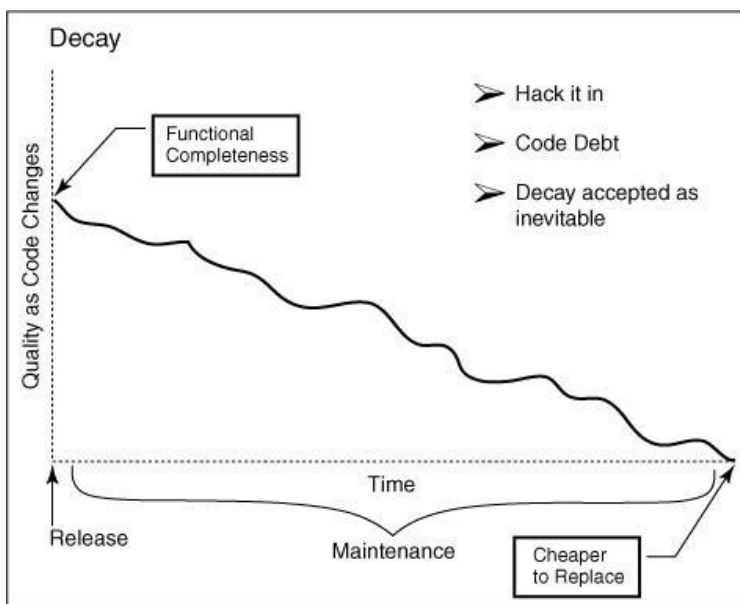 Decay
Hack it in
Functional
Completeness
Code Debt
Decay accepted as
inevitable
Quality as Code Changes
Time
Release
Maintenance
Cheaper
to Replace